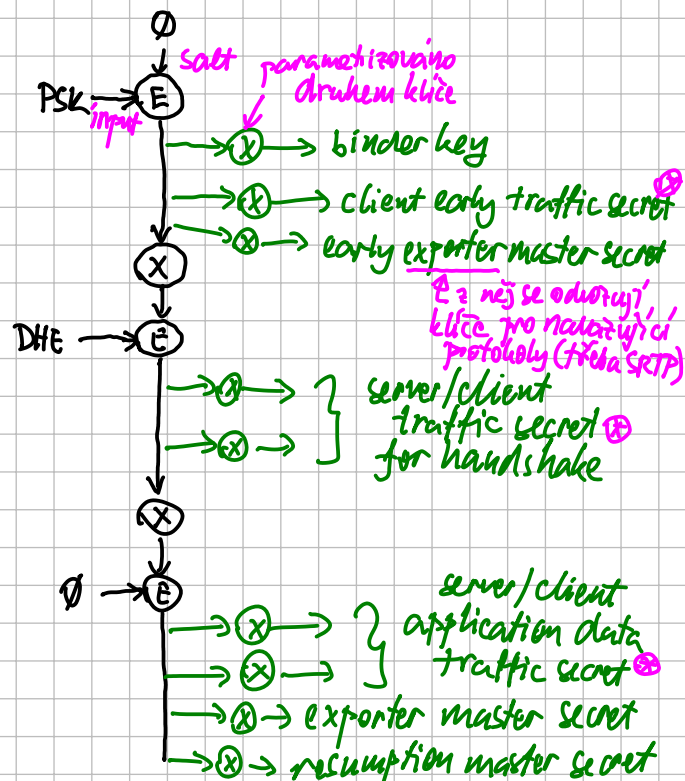 ∅
salt parametizováno
PSK E druhem klíče
input
X binder key
X client early traffic secret *
X early exporter master secret
X
z něj se odvozují
klíče pro navazující
DHE E protokoly (třeba SRTP)
X server/client
traffic secret *
X for handshake
X
∅ E server/client
X application data
X traffic secret *
X exporter master secret
X resumption master secret